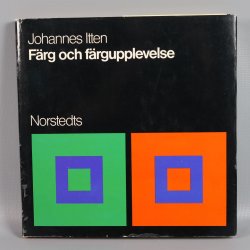 Johannes Itten
Färg och färgupplevelse
Norstedts